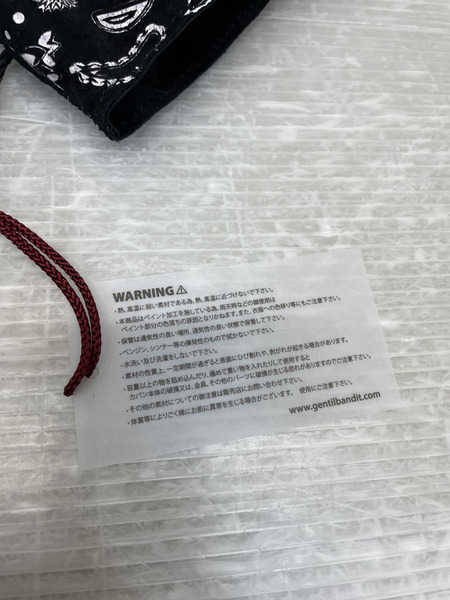 WARNING⚠
・熱、高温に弱い素材である為、熱、高温に近づけないで下さい。
・本商品はペイント加工を施している為、雨天時などの御使用は
ペイント部分の色落ちの原因となりかねます。また、衣服への色移り等にもご注意下さい。
・保管は通気性の良い場所、通気性の良い状態で保管して下さい。
・ベンジン、シンナー等の揮発性のもので拭かないで下さい。
・水洗い及び洗濯をしないで下さい。
・素材の性質上、一定期間が過ぎると表面にひび割れや、剥がれが起きる場合があります。
・容量以上の物を詰め込んだり、極めて重い物を入れたりして使用すると
カバン本体の破損又は、金具、その他のパーツに破損が生じる恐れがありますのでご注意下さい。
・その他の素材についての御注意は販売店にお問い合わせ下さい。
・体質等によりごく稀にお肌に異常を生じる場合がございます。 使用にご注意下さい。
www.gentilbandit.com